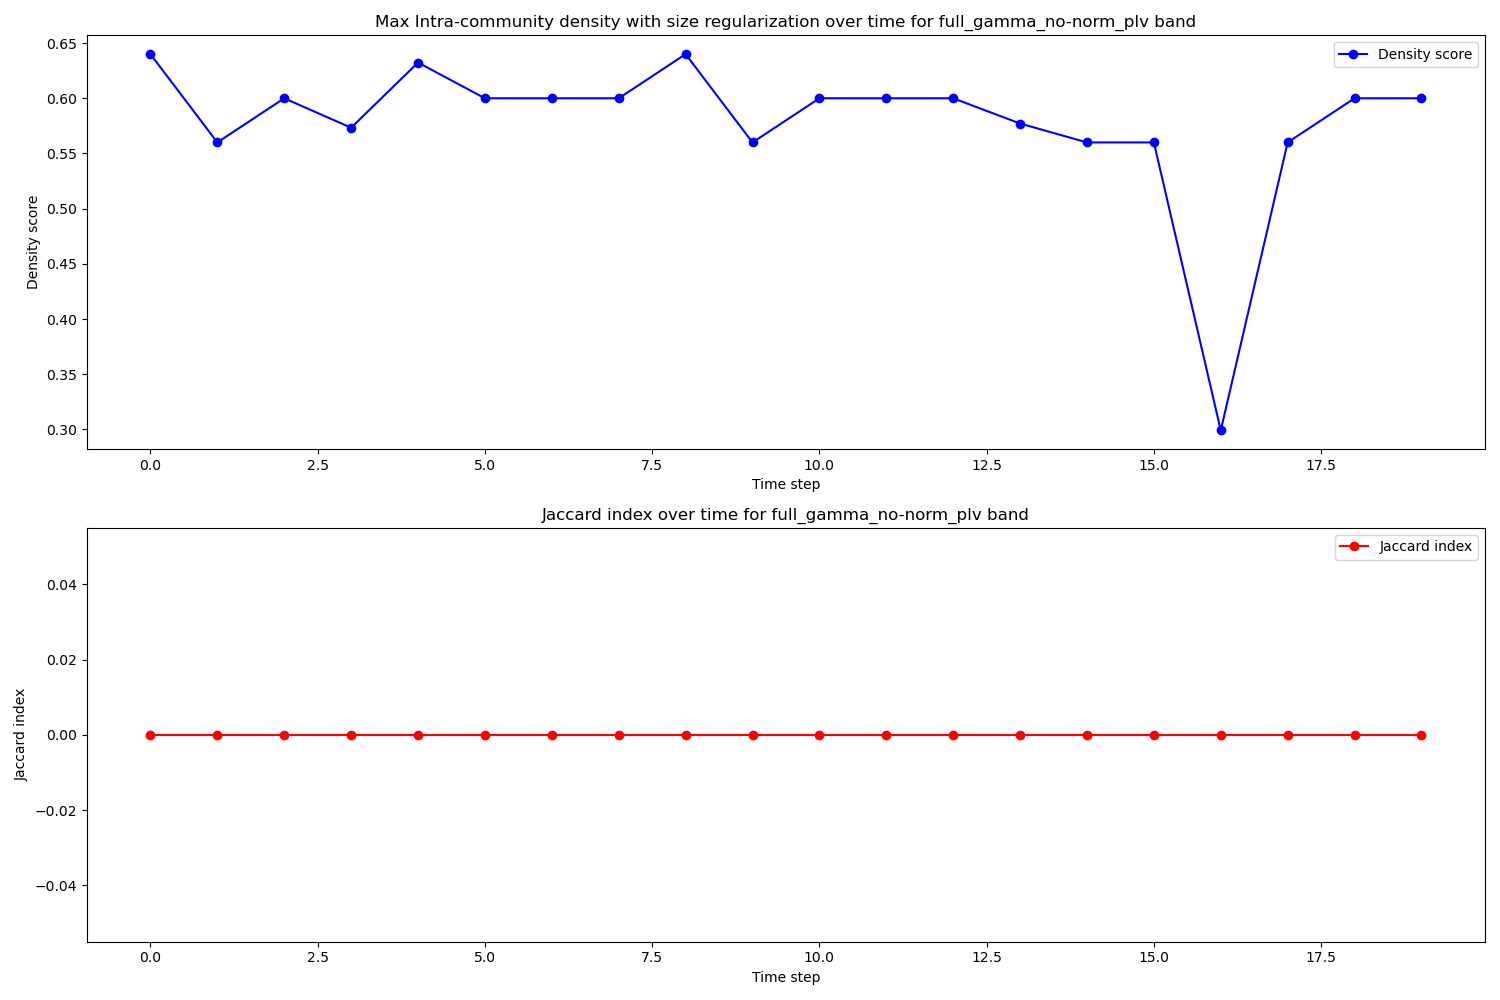 Max Intra-community density with size regularization over time for full_gamma_no-norm_plv band
Density score
0.65
0.60
0.55
0.50
0.45
0.40
0.35
0.30
Density score
0.0 2.5 5.0 7.5 10.0 12.5 15.0 17.5
Time step
Jaccard index over time for full_gamma_no-norm_plv band
Jaccard index
0.04
0.02
0.00
−0.02
−0.04
Jaccard index
0.0 2.5 5.0 7.5 10.0 12.5 15.0 17.5
Time step